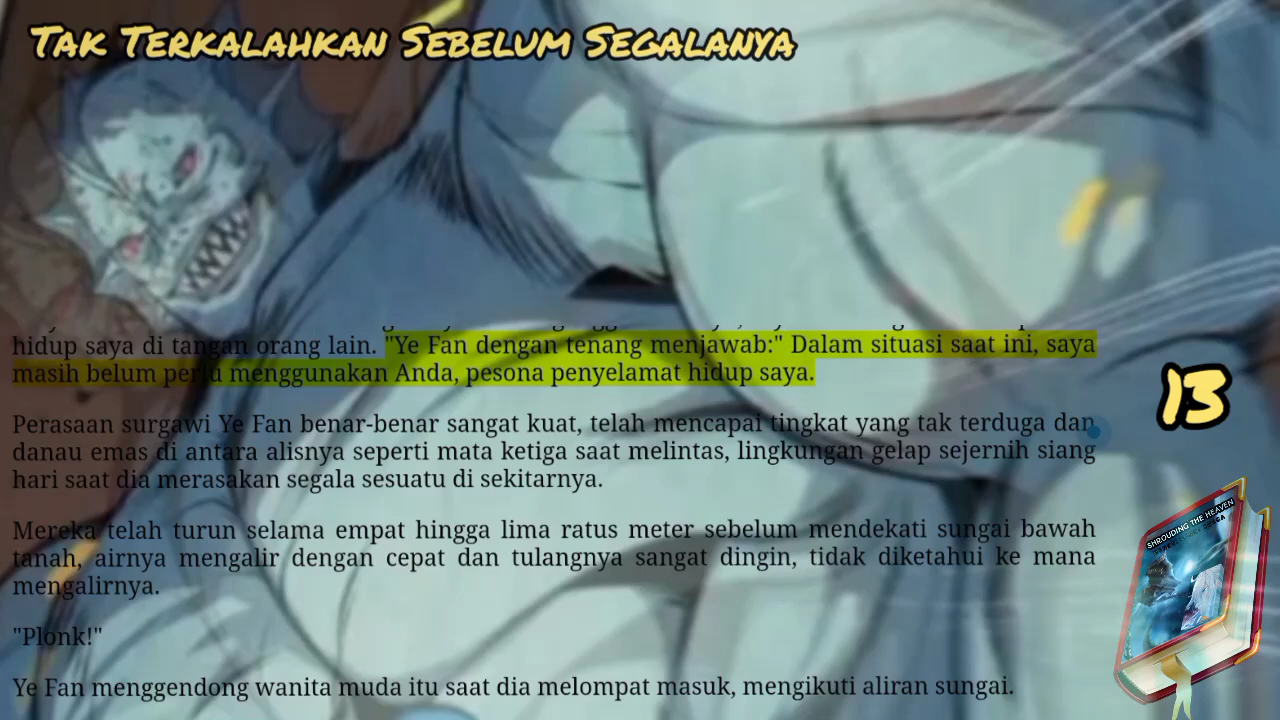 Tak Terkalahkan Sebelum Segalanya
hidup saya di tangan orang lain. "Ye Fan dengan tenang menjawab:" Dalam situasi saat ini, saya
masih belum perlu menggunakan Anda, pesona penyelamat hidup saya.
Perasaan surgawi Ye Fan benar-benar sangat kuat, telah mencapai tingkat yang tak terduga dan
danau emas di antara alisnya seperti mata ketiga saat melintas, lingkungan gelap sejernih siang
hari saat dia merasakan segala sesuatu di sekitarnya.
13
Mereka telah turun selama empat hingga lima ratus meter sebelum mendekati sungai bawah
tanah, airnya mengalir dengan cepat dan tulangnya sangat dingin, tidak diketahui ke mana
mengalirnya.
SHROUDING THE HEAVEN
"Plonk!"
Ye Fan menggendong wanita muda itu saat dia melompat masuk, mengikuti aliran sungai.